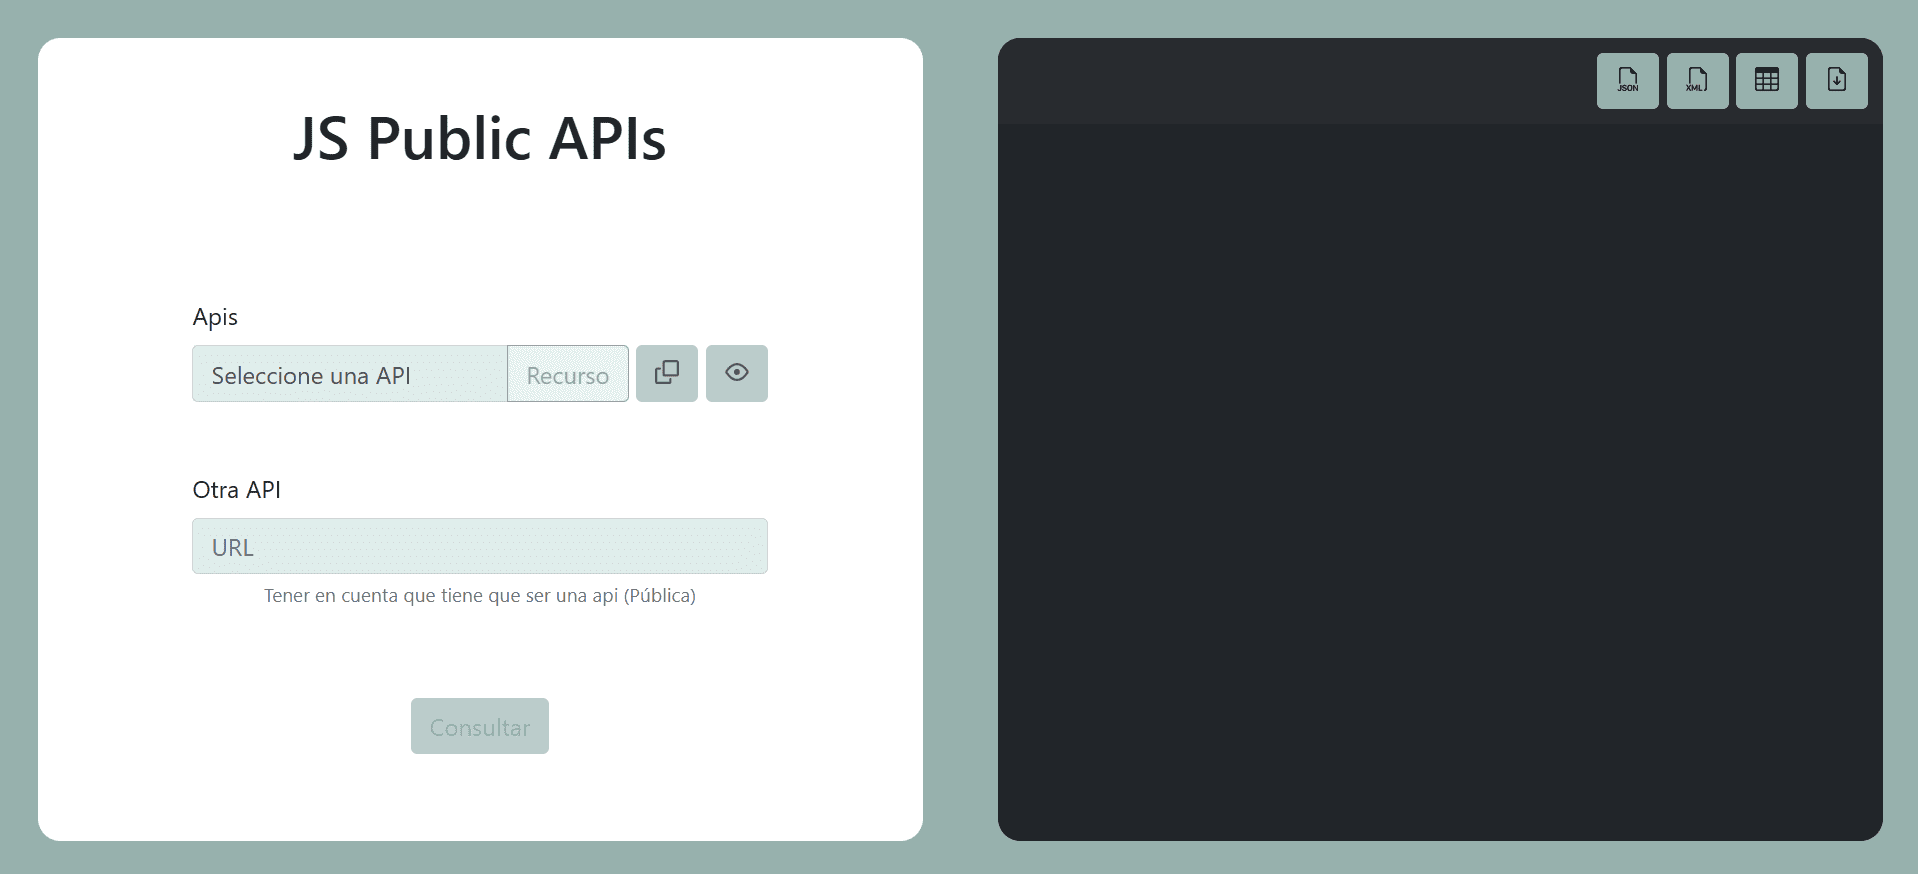 JS Public APIs
Apis
Seleccione una API
Recurso
Otra API
URL
Tener en cuenta que tiene que ser una api (Pública)
Consultar
JSON
XML